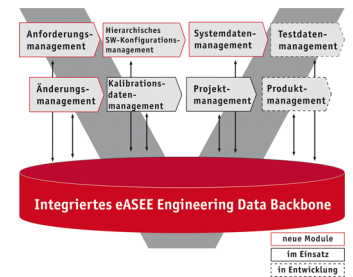 Anforderungs-
management
Hierarchisches
SW-Konfigurations-
management
Systemdaten-
management
Testdaten-
management
Änderungs-
management
Kalibrations-
daten-
management
Projekt-
management
Produkt-
management
Integriertes eASEE Engineering Data Backbone
neue Module
im Einsatz
in Entwicklung